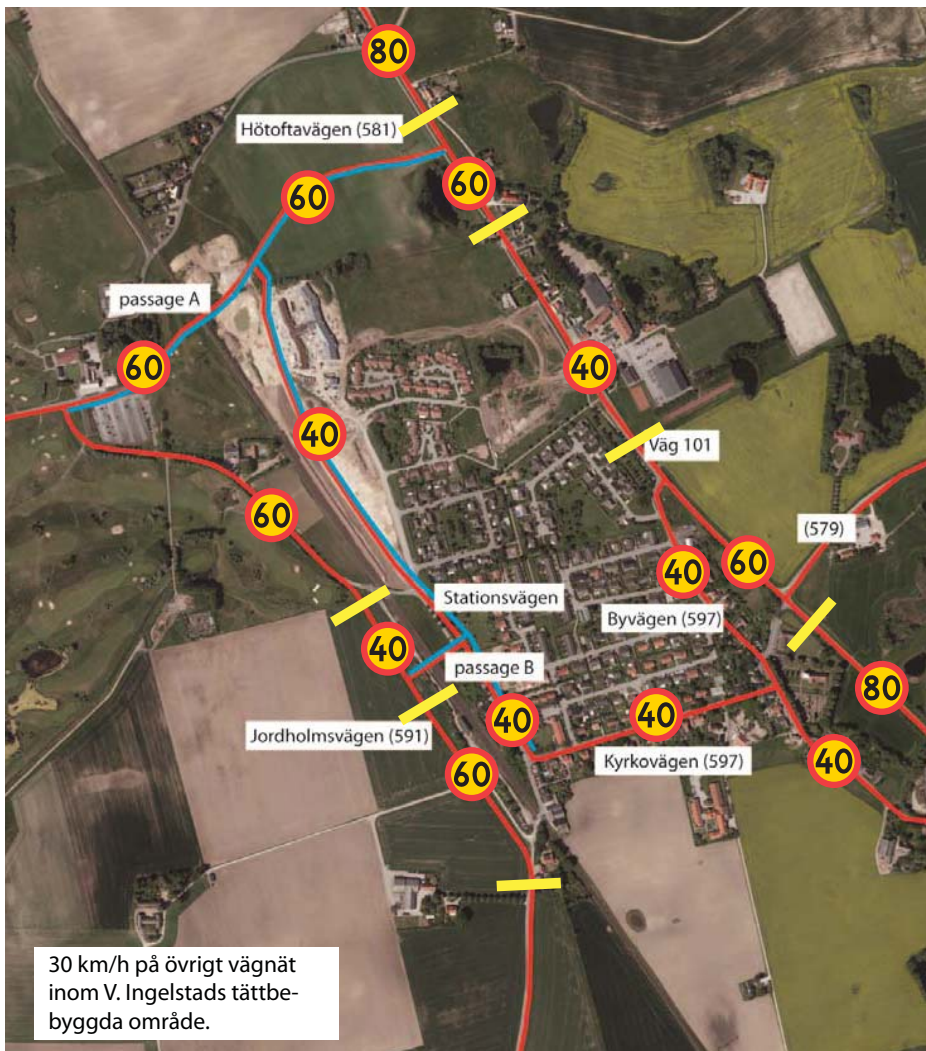 80
Hötoftavägen (581)
60
60
passage A
60
40
40
Väg 101
60
(579)
40
60
Stationsvägen
Byvägen (597)
40
passage B
80
40
40
Jordholmsvägen (591)
Kyrkovägen (597)
60
40
30 km/h på övrigt vägnät
inom V. Ingelstads tättbe-
byggda område.